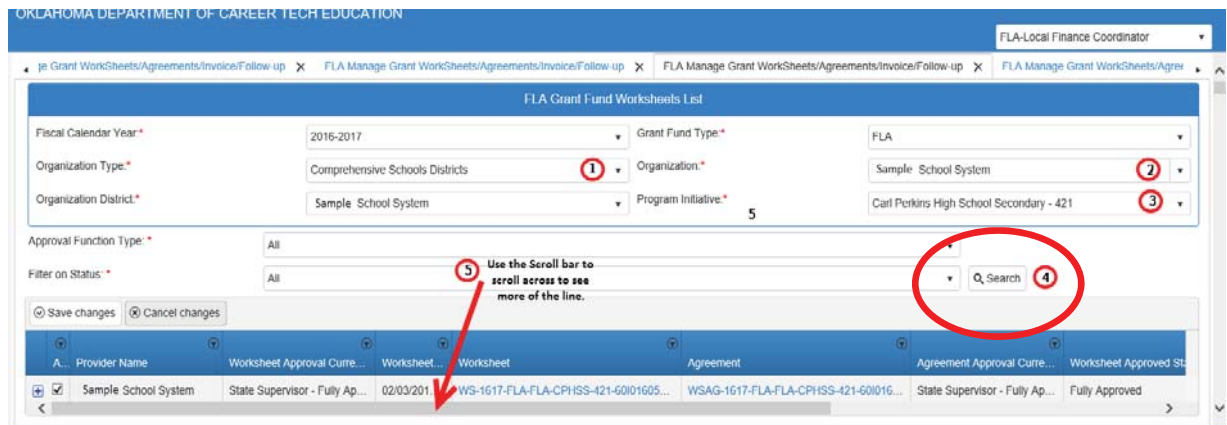 OKLAHOMA DEPARTMENT OF CAREER TECH EDUCATION
FLA-Local Finance Coordinator
ge Grant WorkSheets/Agreements/Invoice/Follow-up X FLA Manage Grant WorkSheets/Agreements/Invoice/Follow-up X FLA Manage Grant WorkSheets/Agreements/Invoice/Follow-up X FLA Manage Grant WorkSheets/Agree
FLA Grant Fund Worksheets List
Fiscal Calendar Year:* 2016-2017 Grant Fund Type:* FLA
Organization Type:* Comprehensive Schools Districts 1 Organization:* Sample School System 2
Organization District:* Sample School System Program Initiative:* Carl Perkins High School Secondary - 421 3
5
Approval Function Type: * All
Filter on Status: * All Search 4
5 Use the Scroll bar to
scroll across to see
more of the line.
Save changes Cancel changes
A... Provider Name Worksheet Approval Curre... Worksheet... Worksheet Agreement Agreement Approval Curre... Worksheet Approved Sta
Sample School System State Supervisor - Fully Ap... 02/03/201... WS-1617-FLA-FLA-CPHSS-421-60I01605... WSAG-1617-FLA-FLA-CPHSS-421-60I016... State Supervisor - Fully Ap... Fully Approved